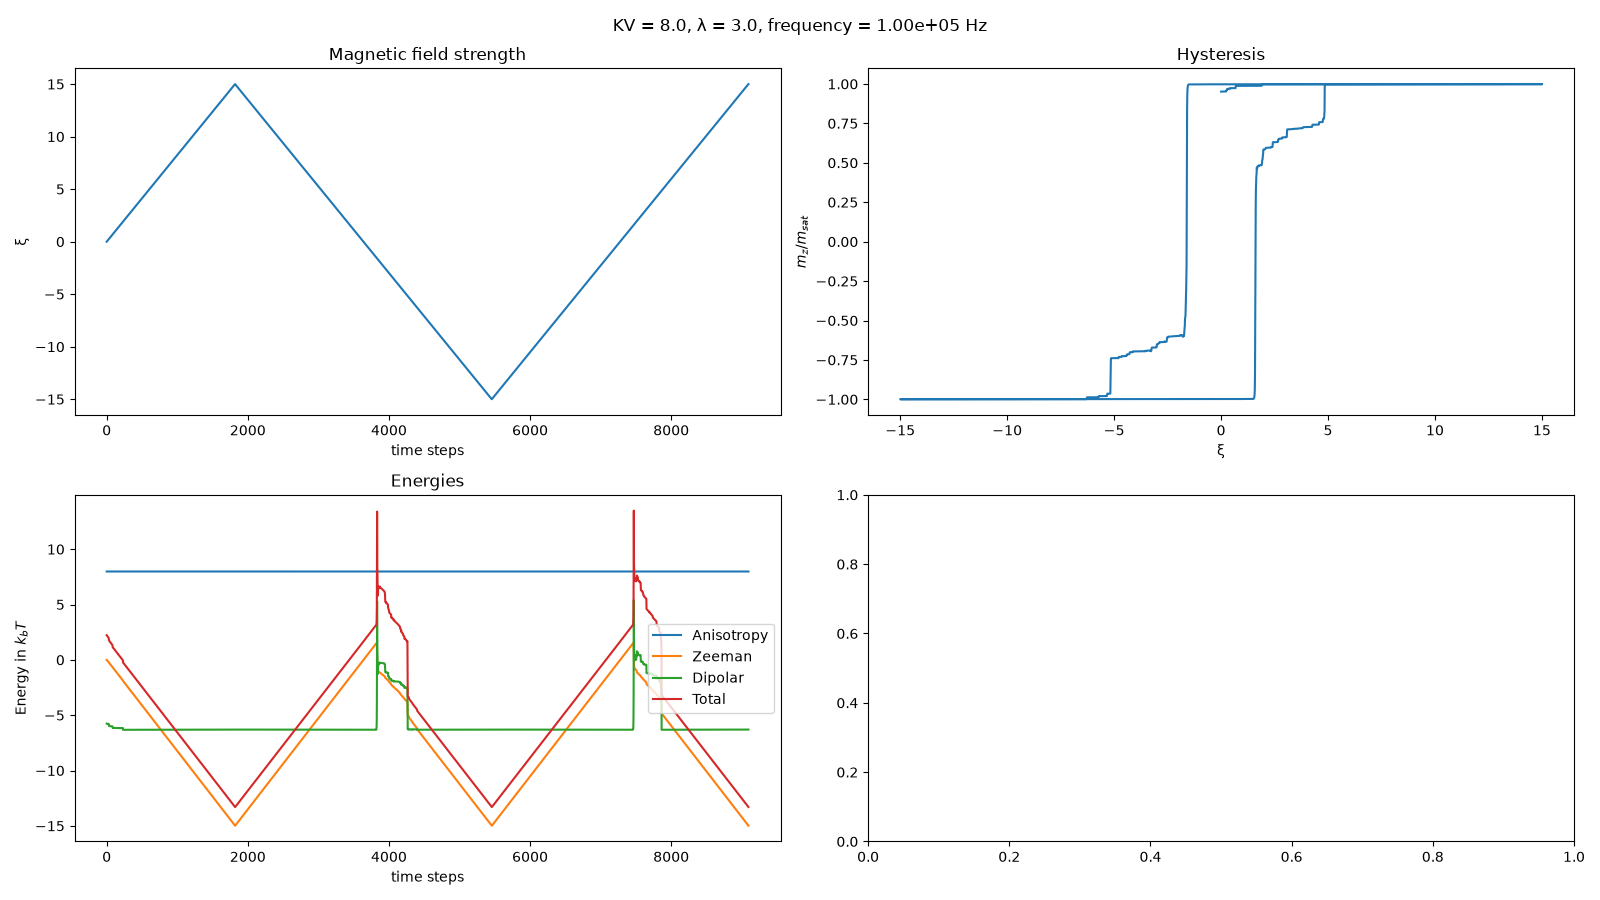 KV = 8.0, λ = 3.0, frequency = 1.00e+05 Hz
Magnetic field strength
15
10
5
0
−5
−10
−15
ξ
0 2000 4000 6000 8000
time steps
Hysteresis
1.00
0.75
0.50
0.25
0.00
−0.25
−0.50
−0.75
−1.00
m_z/m_sat
−15 −10 −5 0 5 10 15
ξ
Energies
10
5
0
−5
−10
−15
Energy in k_bT
Anisotropy
Zeeman
Dipolar
Total
0 2000 4000 6000 8000
time steps
1.0
0.8
0.6
0.4
0.2
0.0
0.0 0.2 0.4 0.6 0.8 1.0